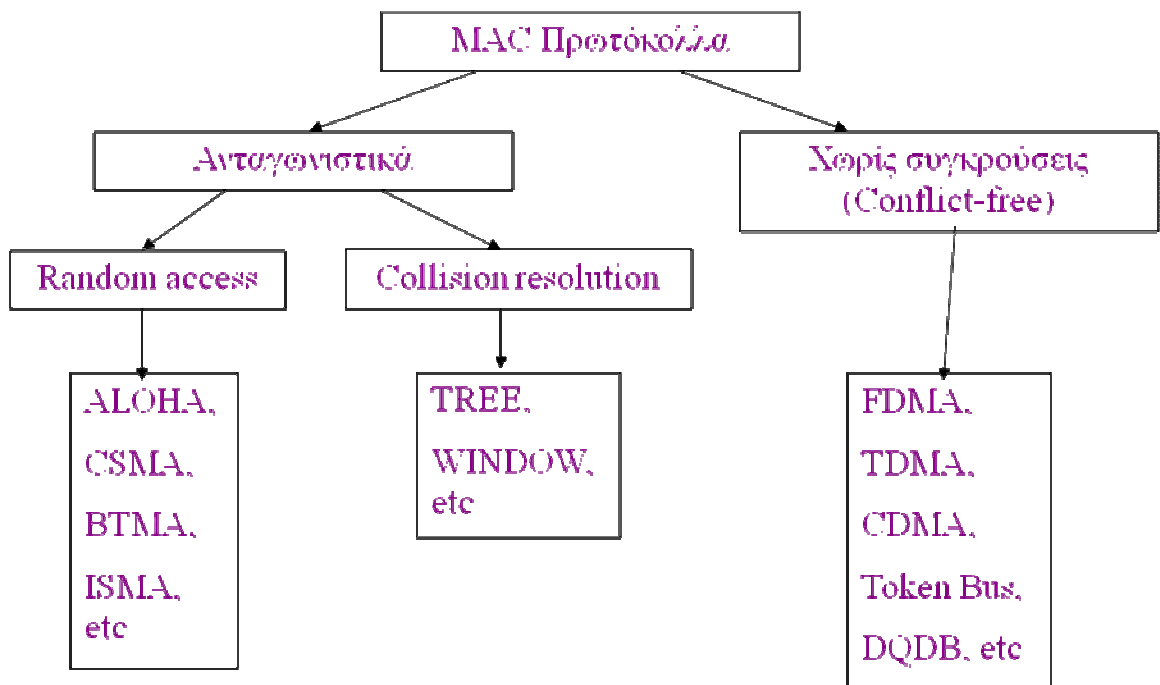 MAC Πρωτόκολλα
Ανταγωνιστικά
Χωρίς συγκρούσεις
(Conflict-free)
Random access
Collision resolution
ALOHA,
CSMA,
BTMA,
ISMA,
etc
TREE,
WINDOW,
etc
FDMA,
TDMA,
CDMA,
Token Bus,
DQDB, etc